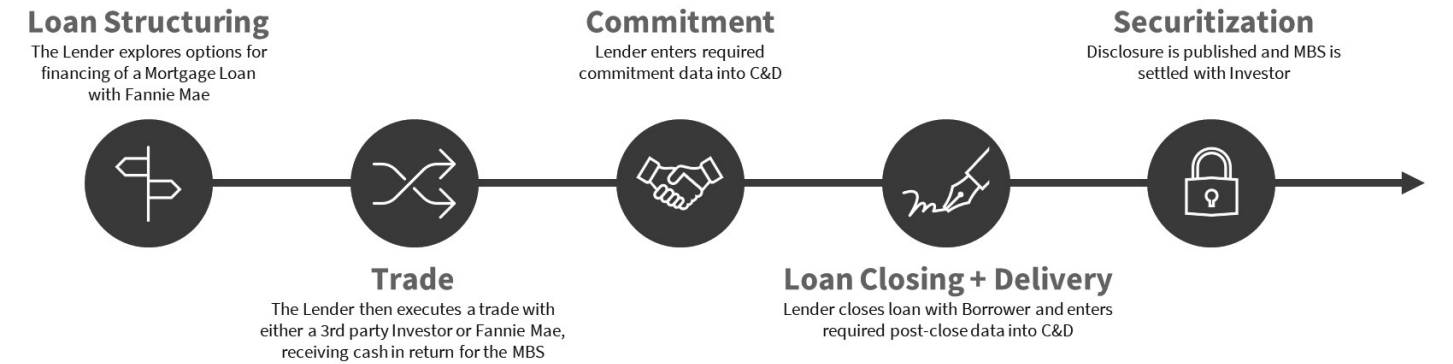 Loan Structuring
The Lender explores options for
financing of a Mortgage Loan
with Fannie Mae
Trade
The Lender then executes a trade with
either a 3rd party Investor or Fannie Mae,
receiving cash in return for the MBS
Commitment
Lender enters required
commitment data into C&D
Loan Closing + Delivery
Lender closes loan with Borrower and enters
required post-close data into C&D
Securitization
Disclosure is published and MBS is
settled with Investor